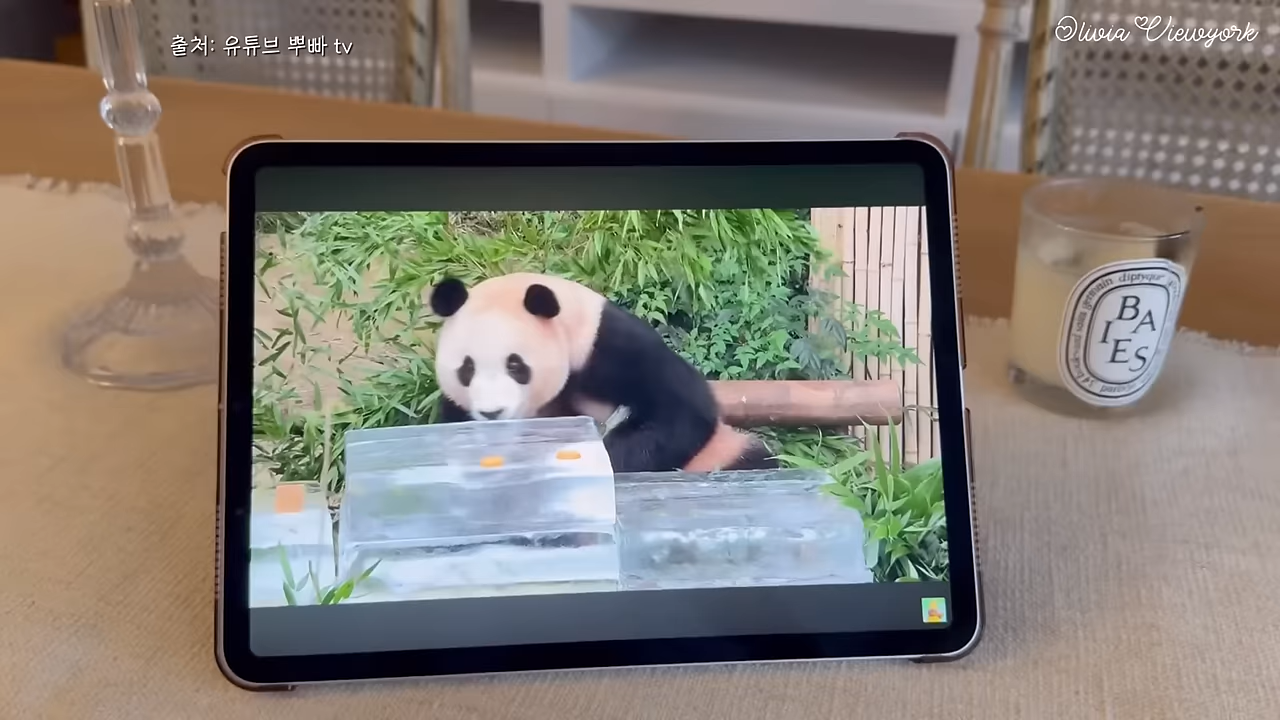 출처: 유튜브 뿌빠 tv
Olivia Viewyork
diptyque
BA
IES